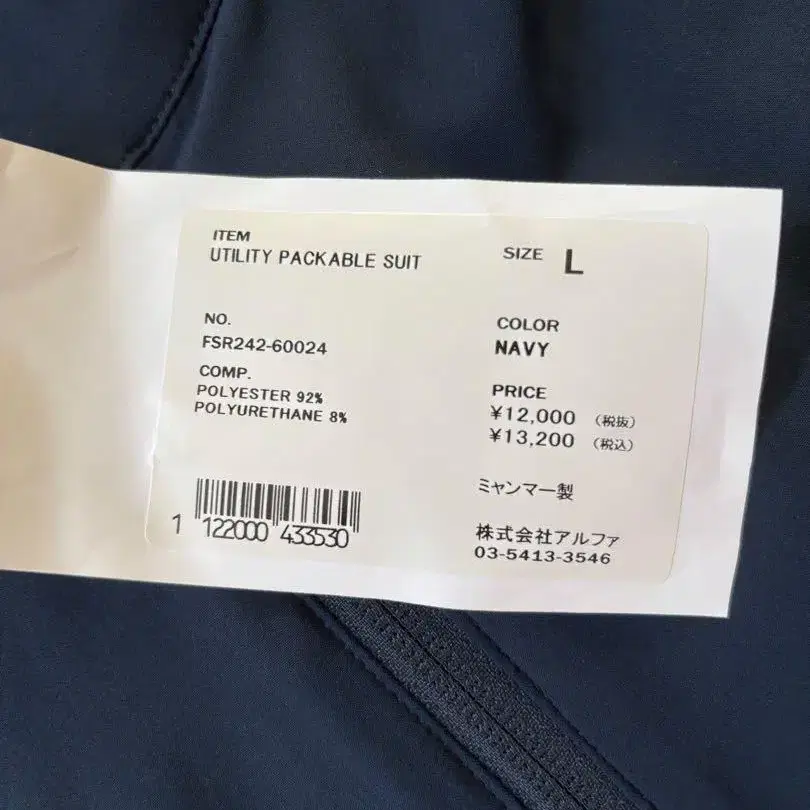 ITEM
UTILITY PACKABLE SUIT
SIZE L
NO.
FSR242-60024
COLOR
NAVY
COMP.
POLYESTER 92%
POLYURETHANE 8%
PRICE
¥12,000 (税抜)
¥13,200 (税込)
ミャンマー製
1 122000 433530
株式会社アルファ
03-5413-3546